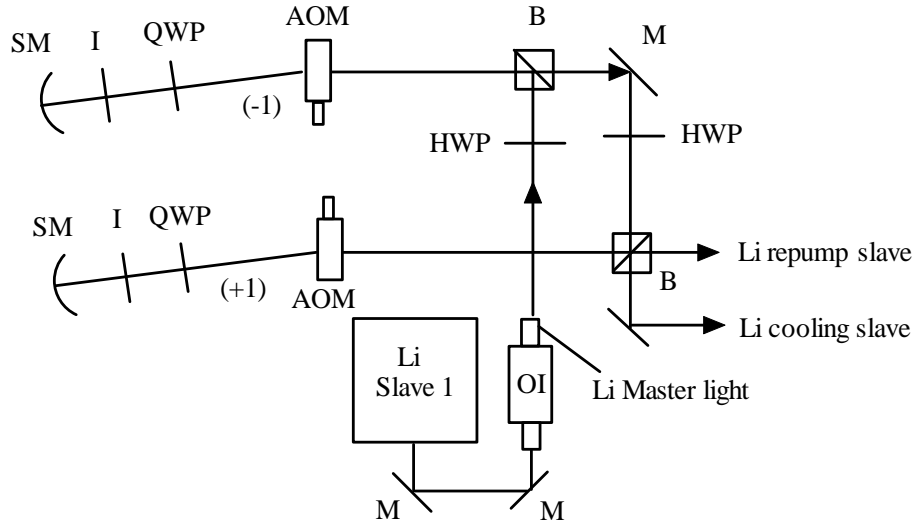 AOM
B
M
SM
I
QWP
(-1)
HWP
HWP
SM
I
QWP
(+1)
AOM
B
Li repump slave
Li cooling slave
Li
Slave 1
OI
Li Master light
M
M